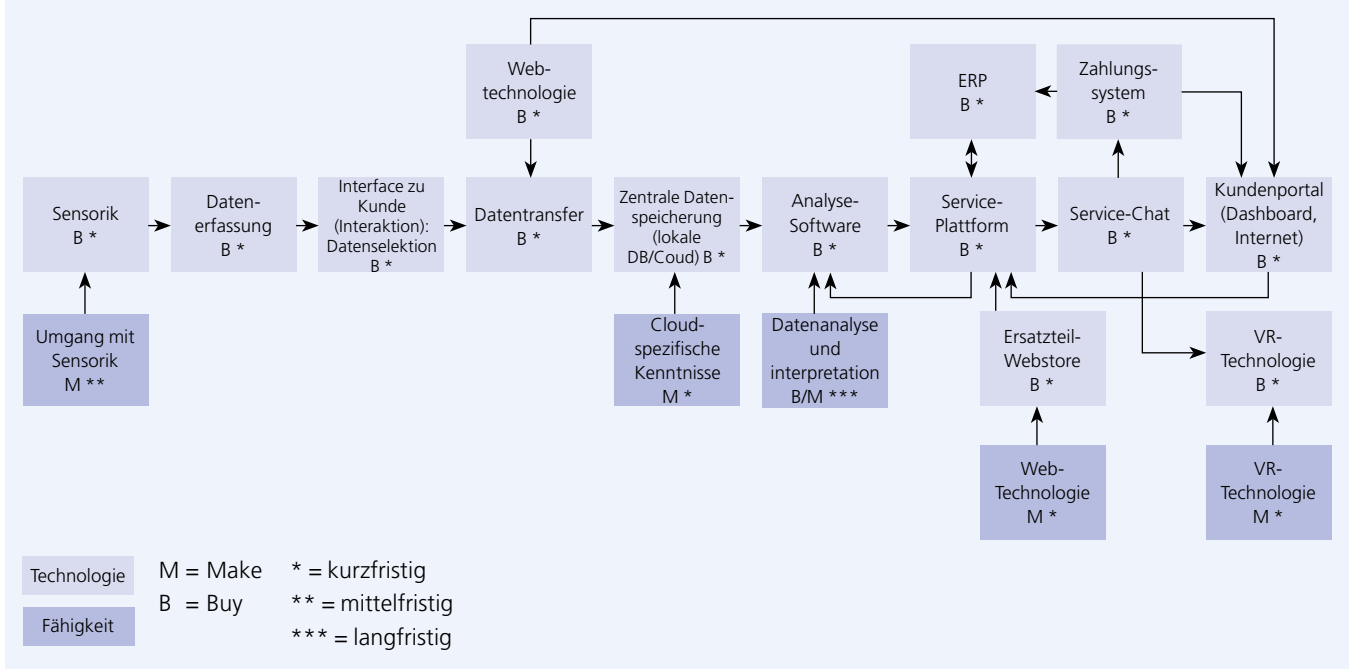 Web-
technologie
B *
ERP
B *
Zahlungs-
system
B *
Sensorik
B *
Daten-
erfassung
B *
Interface zu
Kunde
(Interaktion):
Datenselektion
B *
Datentransfer
B *
Zentrale Daten-
speicherung
(lokale
DB/Coud) B *
Analyse-
Software
B *
Service-
Plattform
B *
Service-Chat
B *
Kundenportal
(Dashboard,
Internet)
B *
Umgang mit
Sensorik
M **
Cloud-
spezifische
Kenntnisse
M *
Datenanalyse
und
interpretation
B/M ***
Ersatzteil-
Webstore
B *
VR-
Technologie
B *
Web-
Technologie
M *
VR-
Technologie
M *
Technologie
Fähigkeit
M = Make
B = Buy
* = kurzfristig
** = mittelfristig
*** = langfristig